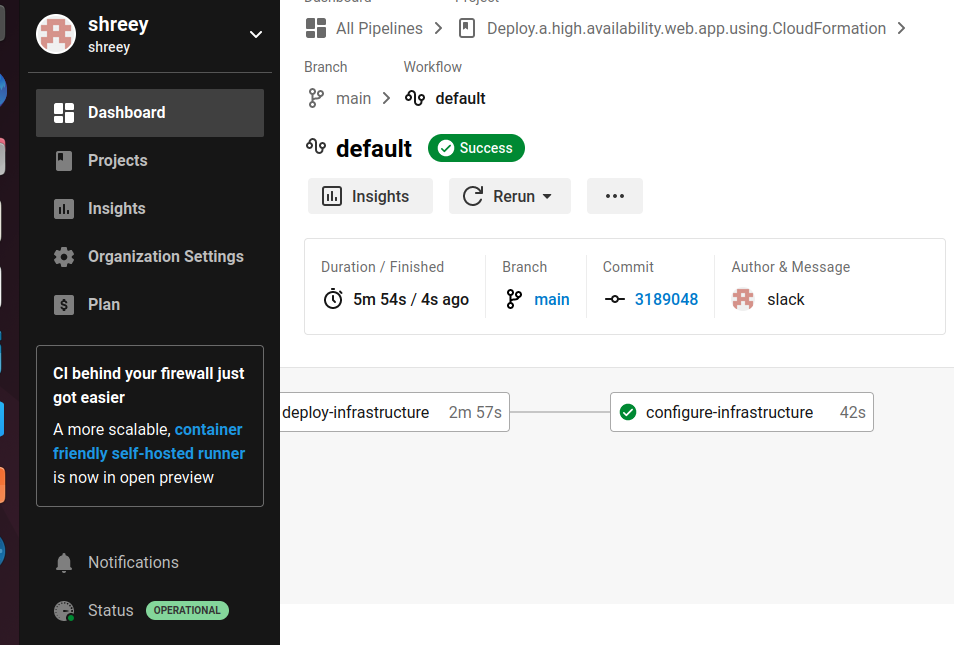 shreey
shreey
Dashboard
Projects
Insights
Organization Settings
Plan
CI behind your firewall just
got easier
A more scalable, container
friendly self-hosted runner
is now in open preview
Notifications
Status OPERATIONAL
Dashboard Project
All Pipelines Deploy.a.high.availability.web.app.using.CloudFormation
Branch Workflow
main default
default Success
Insights Rerun
Duration / Finished Branch Commit Author & Message
5m 54s / 4s ago main 3189048 slack
deploy-infrastructure 2m 57s configure-infrastructure 42s